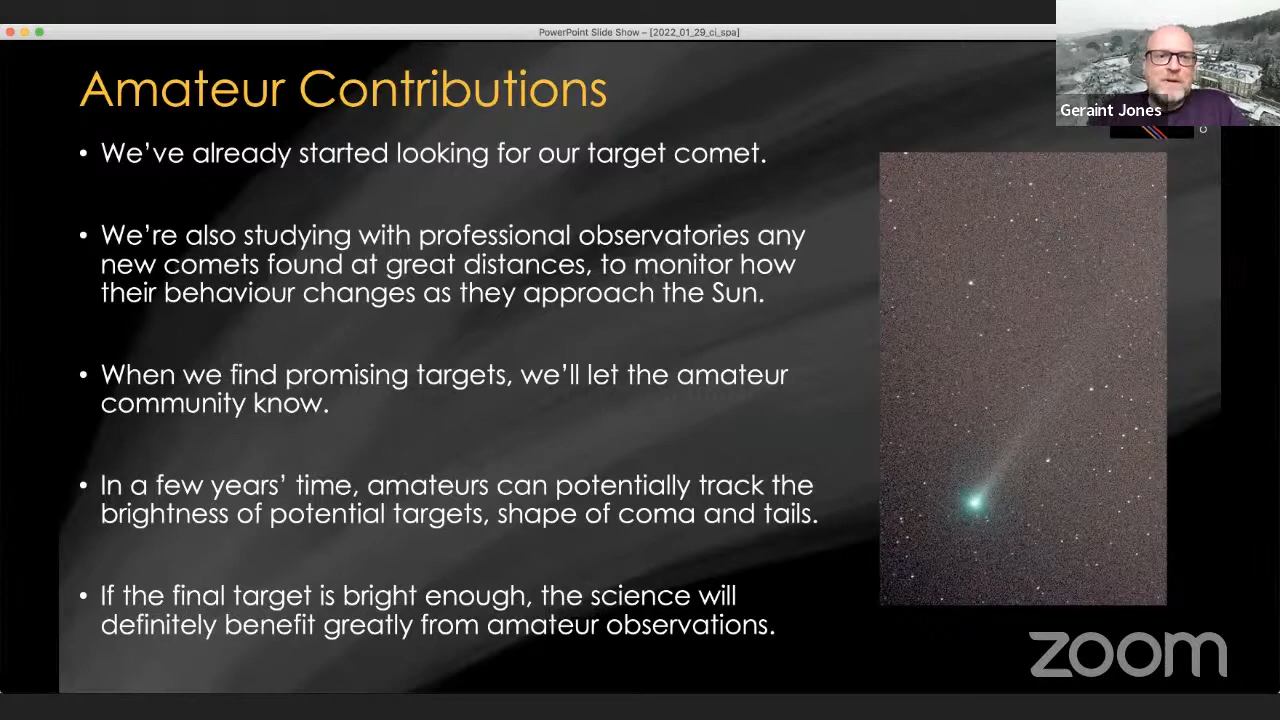 PowerPoint Slide Show – [2022_01_29_ci_spa]
Geraint Jones
Amateur Contributions
• We’ve already started looking for our target comet.
• We’re also studying with professional observatories any
new comets found at great distances, to monitor how
their behaviour changes as they approach the Sun.
• When we find promising targets, we’ll let the amateur
community know.
• In a few years’ time, amateurs can potentially track the
brightness of potential targets, shape of coma and tails.
• If the final target is bright enough, the science will
definitely benefit greatly from amateur observations.
zoom